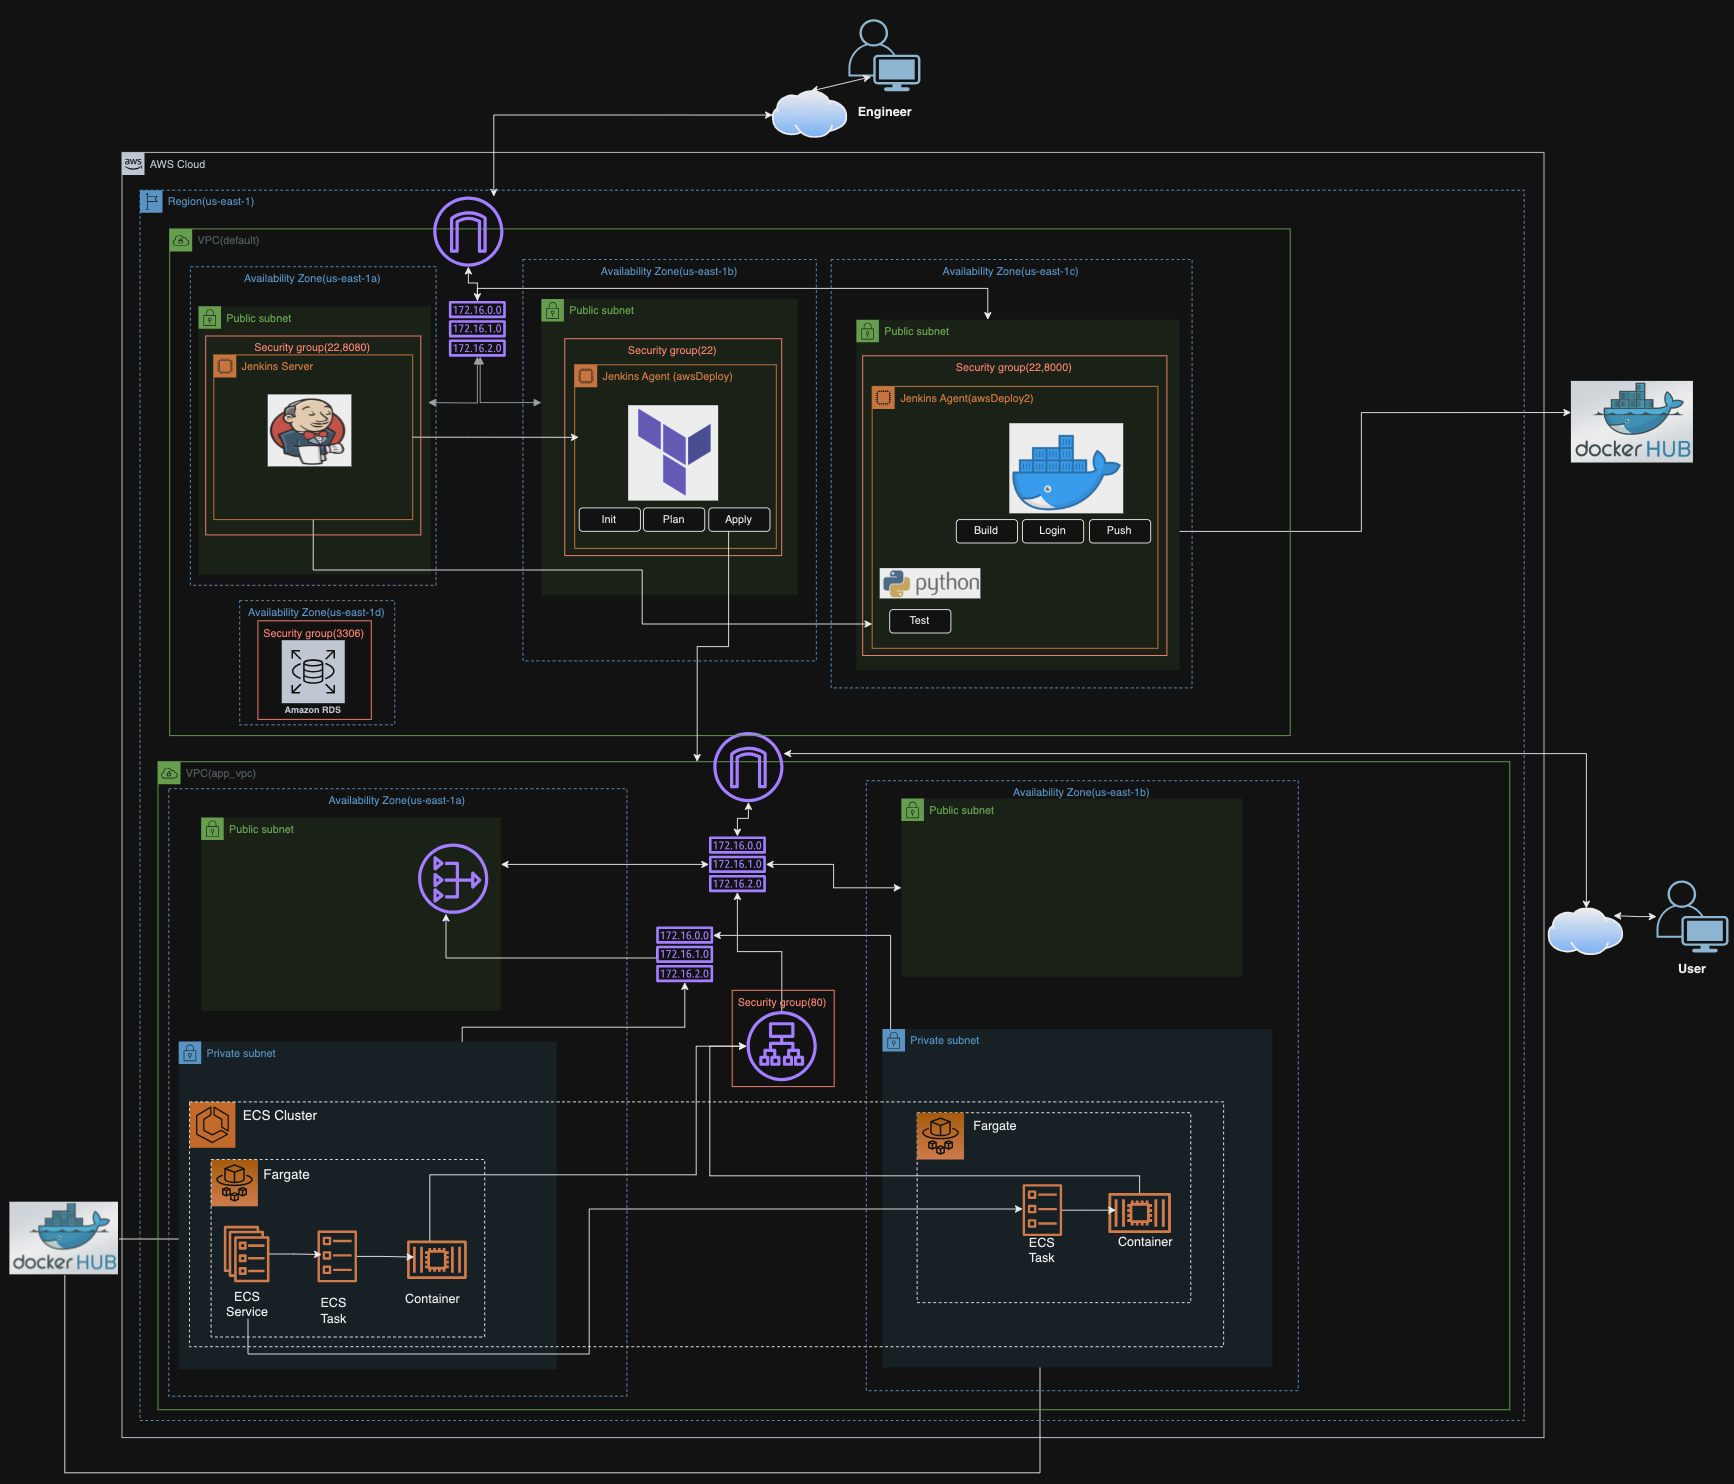 Engineer
aws
AWS Cloud
Region(us-east-1)
VPC(default)
Availability Zone(us-east-1a)
Public subnet
Security group(22,8080)
Jenkins Server
172.16.0.0
172.16.1.0
172.16.2.0
Availability Zone(us-east-1b)
Public subnet
Security group(22)
Jenkins Agent (awsDeploy)
Init
Plan
Apply
Availability Zone(us-east-1c)
Public subnet
Security group(22,8000)
Jenkins Agent(awsDeploy2)
Build
Login
Push
python
Test
docker HUB
Availability Zone(us-east-1d)
Security group(3306)
Amazon RDS
VPC(app_vpc)
Availability Zone(us-east-1a)
Public subnet
172.16.0.0
172.16.1.0
172.16.2.0
Availability Zone(us-east-1b)
Public subnet
172.16.0.0
172.16.1.0
172.16.2.0
User
Security group(80)
Private subnet
Private subnet
ECS Cluster
Fargate
ECS
Service
ECS
Task
Container
Fargate
ECS
Task
Container
docker HUB